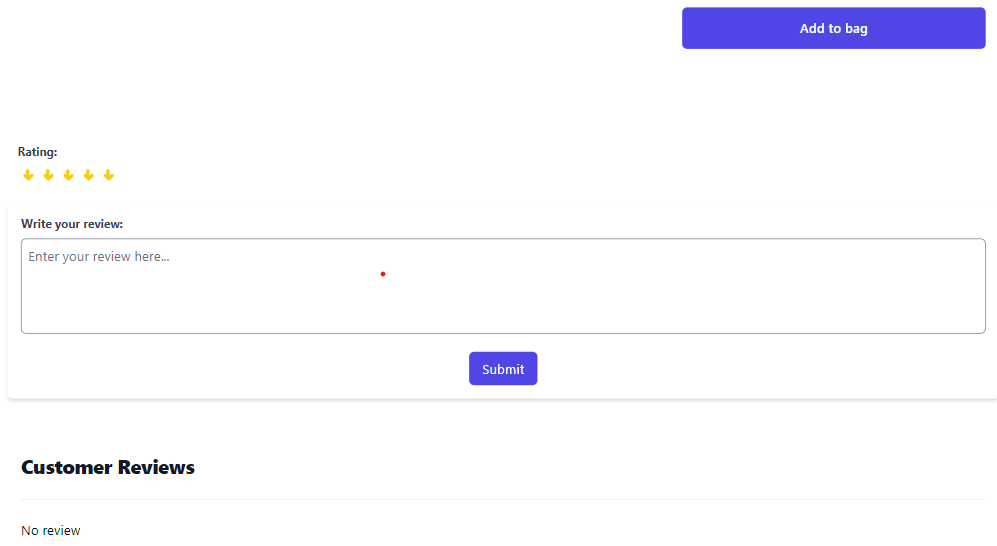 Add to bag
Rating:
Write your review:
Enter your review here...
Submit
Customer Reviews
No review